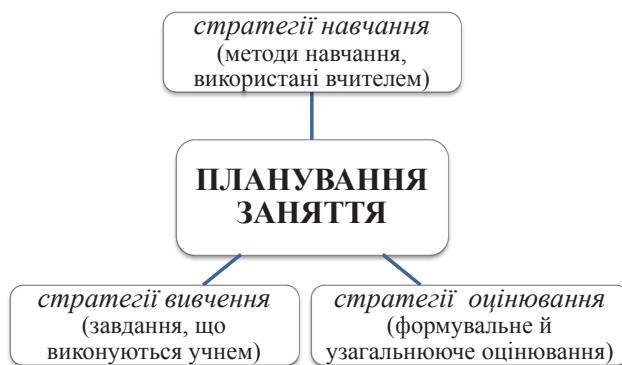 стратегії навчання
(методи навчання,
використані вчителем)
ПЛАНУВАННЯ
ЗАНЯТТЯ
стратегії вивчення
(завдання, що
виконуються учнем)
стратегії оцінювання
(формувальне й
узагальнююче оцінювання)